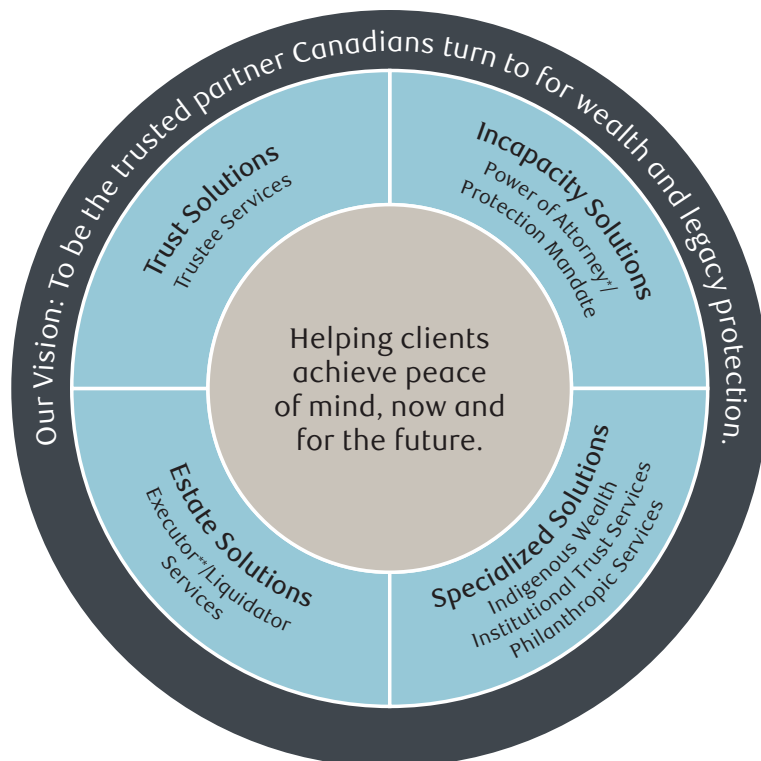 Our Vision: To be the trusted partner Canadians turn to for wealth and legacy protection.
Trust Solutions
Trustee Services
Incapacity Solutions
Power of Attorney*/
Protection Mandate
Helping clients
achieve peace
of mind, now and
for the future.
Estate Solutions
Executor**/Liquidator
Services
Specialized Solutions
Indigenous Wealth
Institutional Trust Services
Philanthropic Services